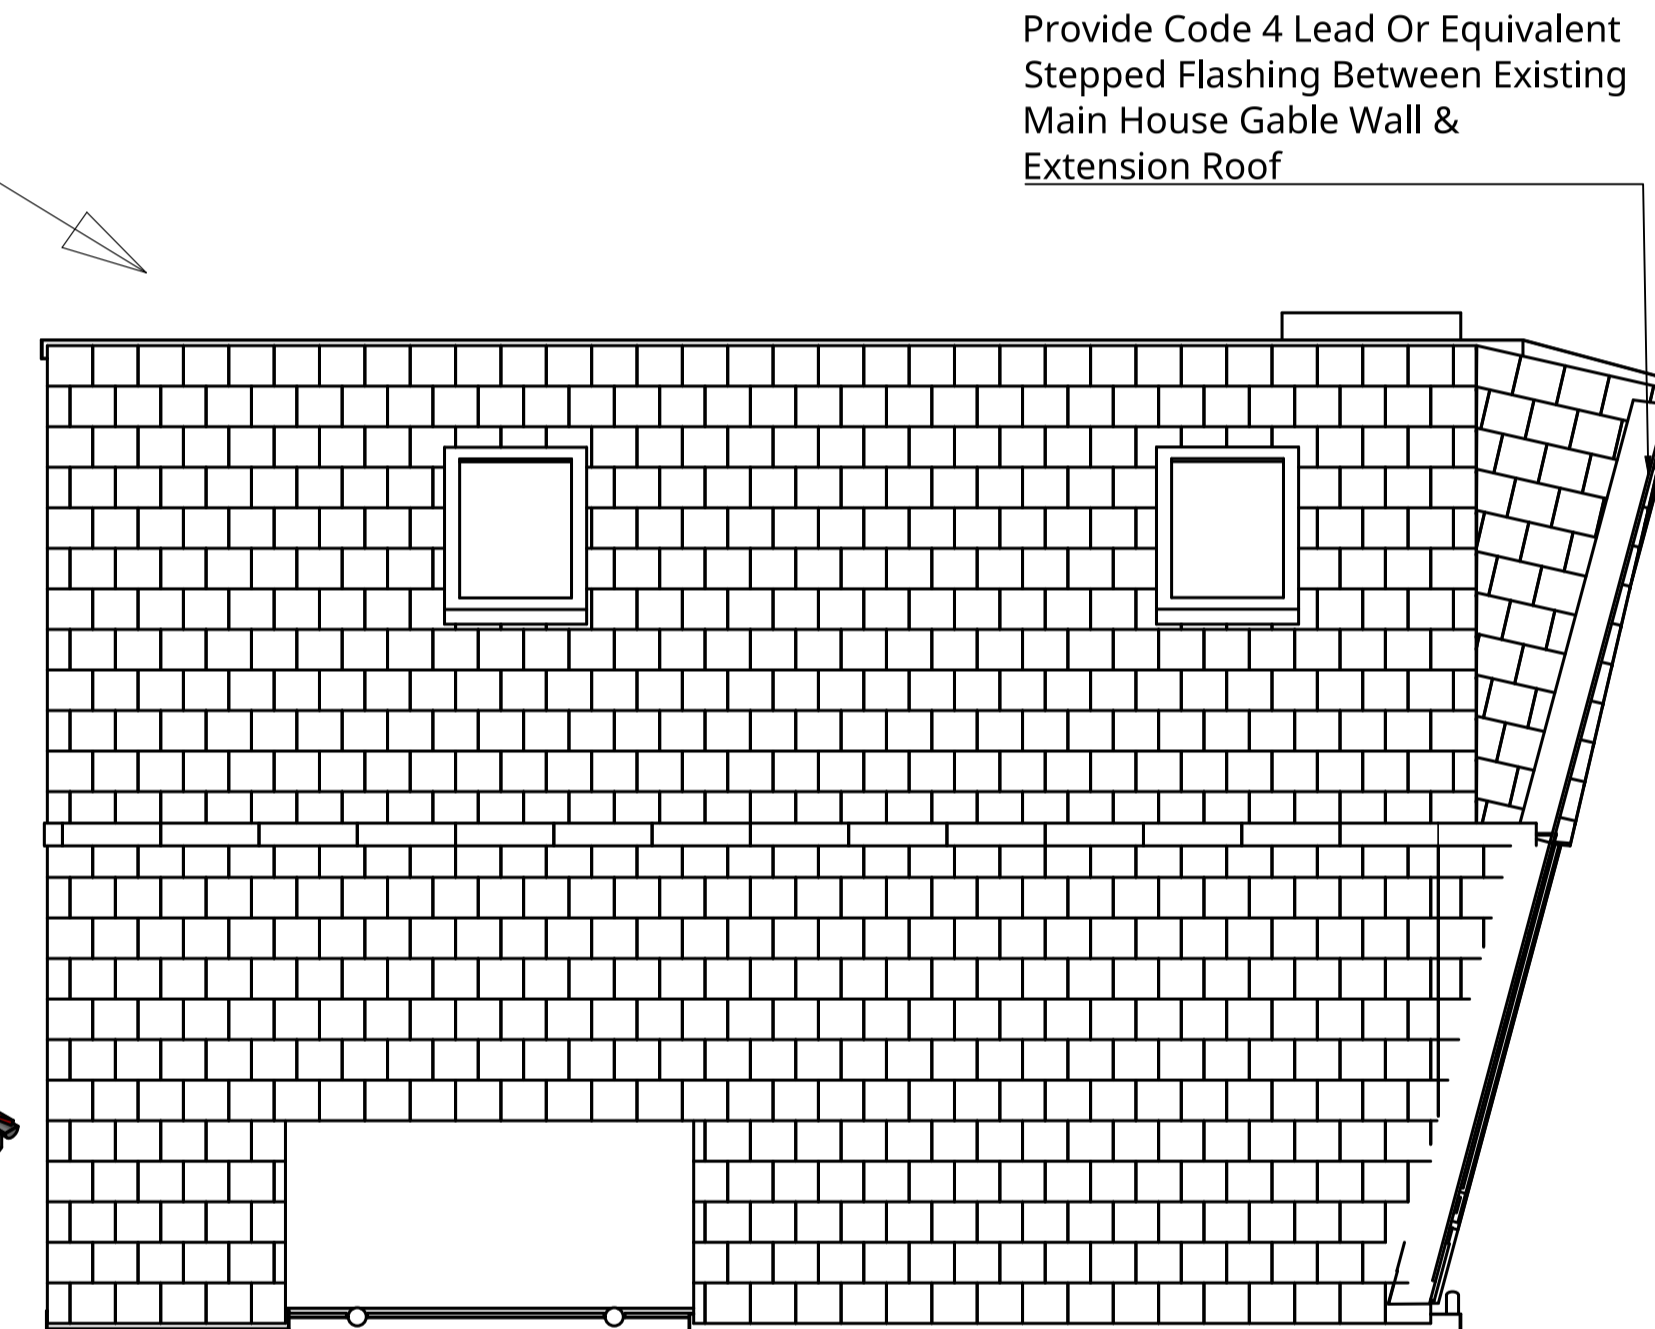 Provide Code 4 Lead Or Equivalent
Stepped Flashing Between Existing
Main House Gable Wall &
Extension Roof